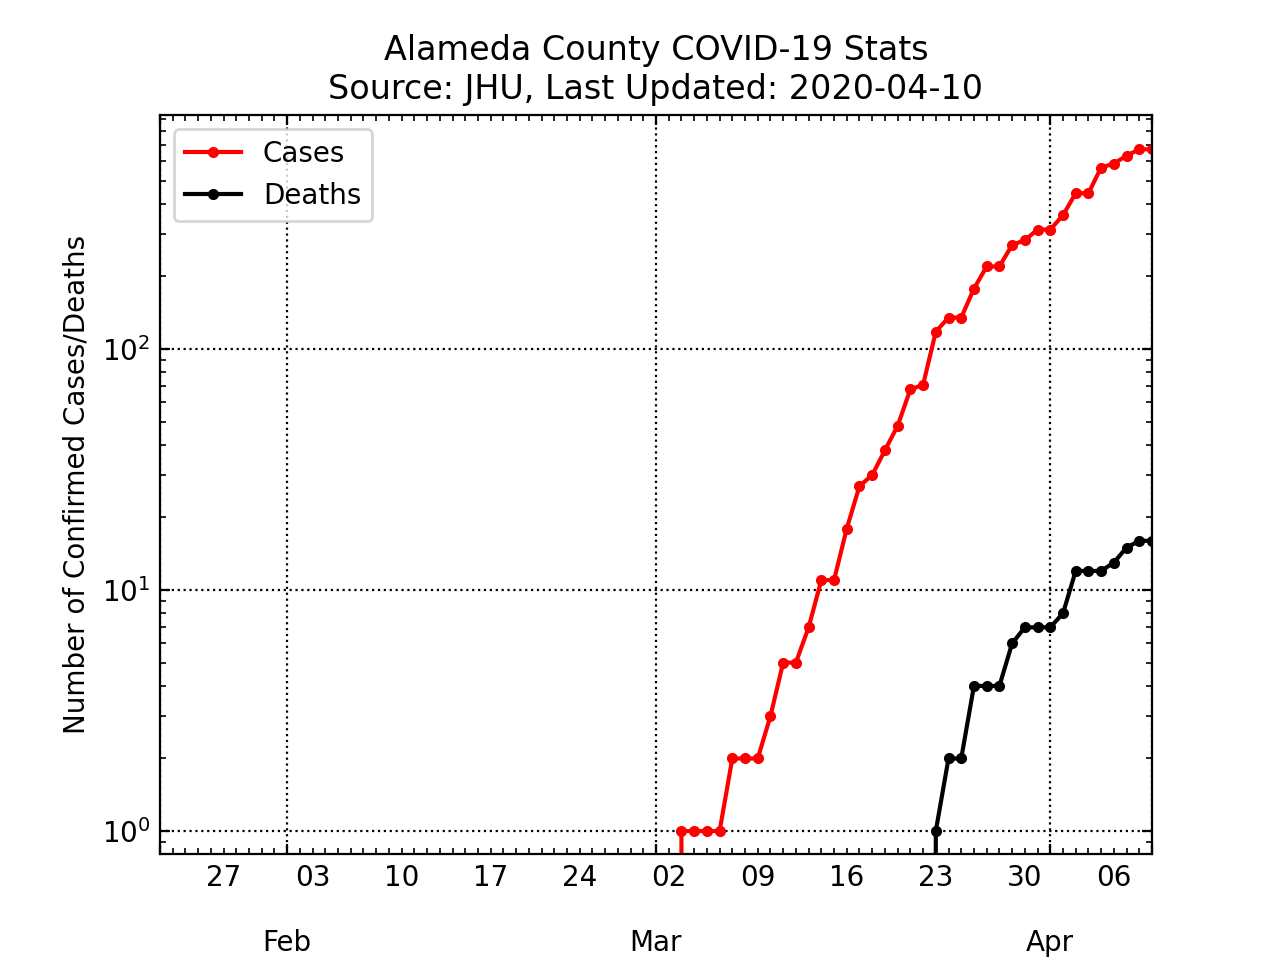 Alameda County COVID-19 Stats
Source: JHU, Last Updated: 2020-04-10
Cases
Deaths
Number of Confirmed Cases/Deaths
10²
10¹
10⁰
27 03 10 17 24 02 09 16 23 30 06
Feb Mar Apr